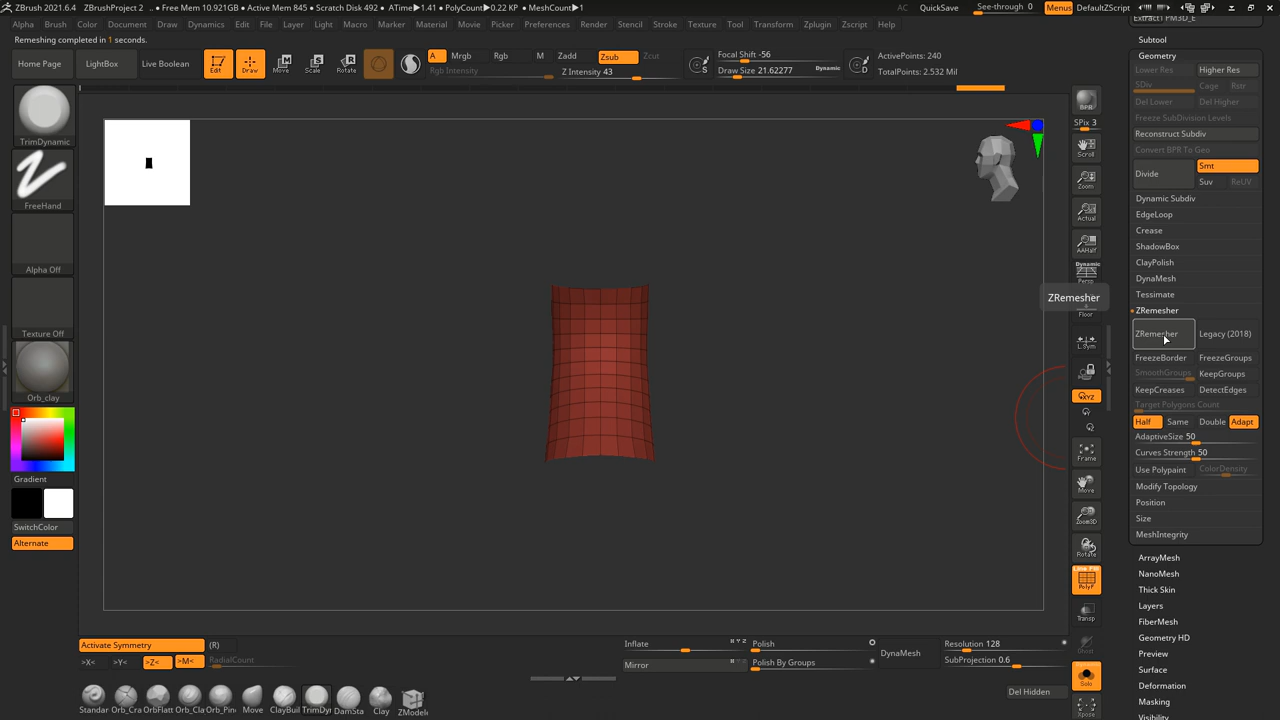 ZBrush 2021.6.4 ZBrushProject 2 .. • Free Mem 10.921GB • Active Mem 845 • Scratch Disk 492 • ATime►1.41 • PolyCount►0.22 KP • MeshCount►1 AC QuickSave See-through 0 Menus DefaultZScript
Alpha Brush Color Document Draw Dynamics Edit File Layer Light Macro Marker Material Movie Picker Preferences Render Stencil Stroke Texture Tool Transform Zplugin Zscript Help
Remeshing completed in 1 seconds.
Home Page LightBox Live Boolean Edit Draw Move Scale Rotate A Mrgb Rgb M Zadd Zsub Zcut
Rgb Intensity Z Intensity 43
Focal Shift -56
Draw Size 21.62277 Dynamic
S D
ActivePoints: 240
TotalPoints: 2.532 Mil
TrimDynamic
FreeHand
Alpha Off
Texture Off
Orb_clay
Gradient
SwitchColor
Alternate
BPR
SPix 3
Scroll
Zoom
Actual
AAHalf
Dynamic
Persp
ZRemesher
Floor
L.Sym
XYZ
Frame
Move
Zoom3D
Rotate
Line Fill
PolyF
Transp
Ghost
Solo
Xpose
Extract1 PM3D_E
Subtool
Geometry
Lower Res Higher Res
SDiv Cage Rstr
Del Lower Del Higher
Freeze SubDivision Levels
Reconstruct Subdiv
Convert BPR To Geo
Divide Smt
Suv ReUV
Dynamic Subdiv
EdgeLoop
Crease
ShadowBox
ClayPolish
DynaMesh
Tessimate
ZRemesher
ZRemesher Legacy (2018)
FreezeBorder FreezeGroups
SmoothGroups KeepGroups
KeepCreases DetectEdges
Target Polygons Count
Half Same Double Adapt
AdaptiveSize 50
Curves Strength 50
Use Polypaint ColorDensity
Modify Topology
Position
Size
MeshIntegrity
ArrayMesh
NanoMesh
Thick Skin
Layers
FiberMesh
Geometry HD
Preview
Surface
Deformation
Masking
Visibility
Activate Symmetry (R)
>X< >Y< >Z< >M< RadialCount
Inflate X Y Z Polish
Mirror Polish By Groups
DynaMesh
Resolution 128
SubProjection 0.6
Del Hidden
Standar Orb_Cra OrbFlatt Orb_Cla Orb_Pin Move ClayBuil TrimDyn DamSta Clay ZModele